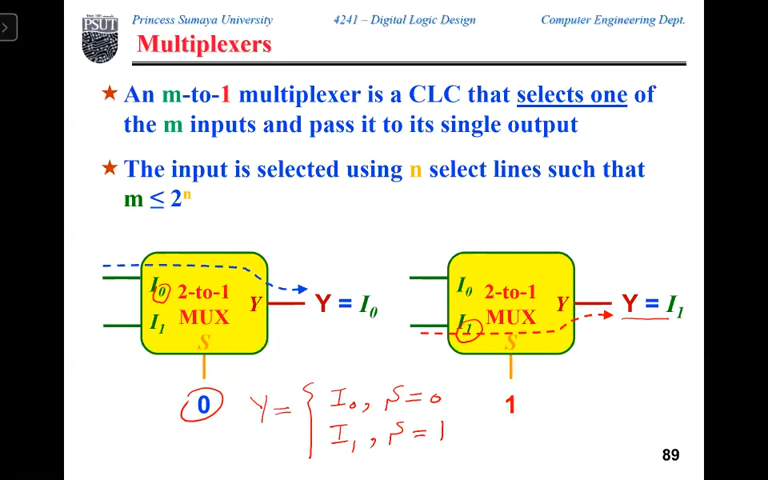 Princess Sumaya University 4241 – Digital Logic Design Computer Engineering Dept.
PSUT
Multiplexers
★ An m-to-1 multiplexer is a CLC that selects one of
the m inputs and pass it to its single output
★ The input is selected using n select lines such that
m ≤ 2ⁿ
I₀ 2-to-1 MUX I₁ Y S
Y = I₀
0
I₀ 2-to-1 MUX I₁ Y S
Y = I₁
1
Y = { I₀, S=0
I₁, S=1
89